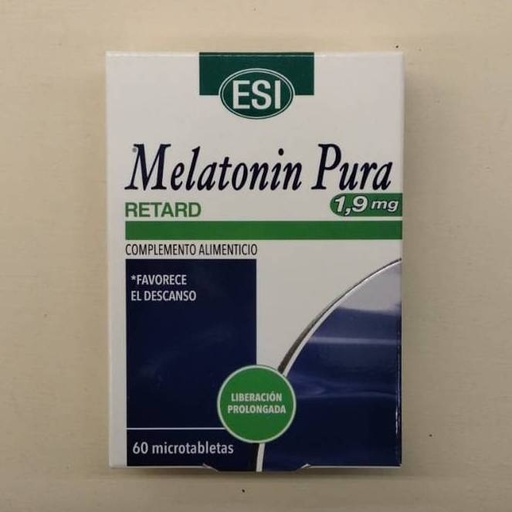 ESI
Melatonin Pura
RETARD
1,9 mg
COMPLEMENTO ALIMENTICIO
*FAVORECE
EL DESCANSO
LIBERACIÓN
PROLONGADA
60 microtabletas